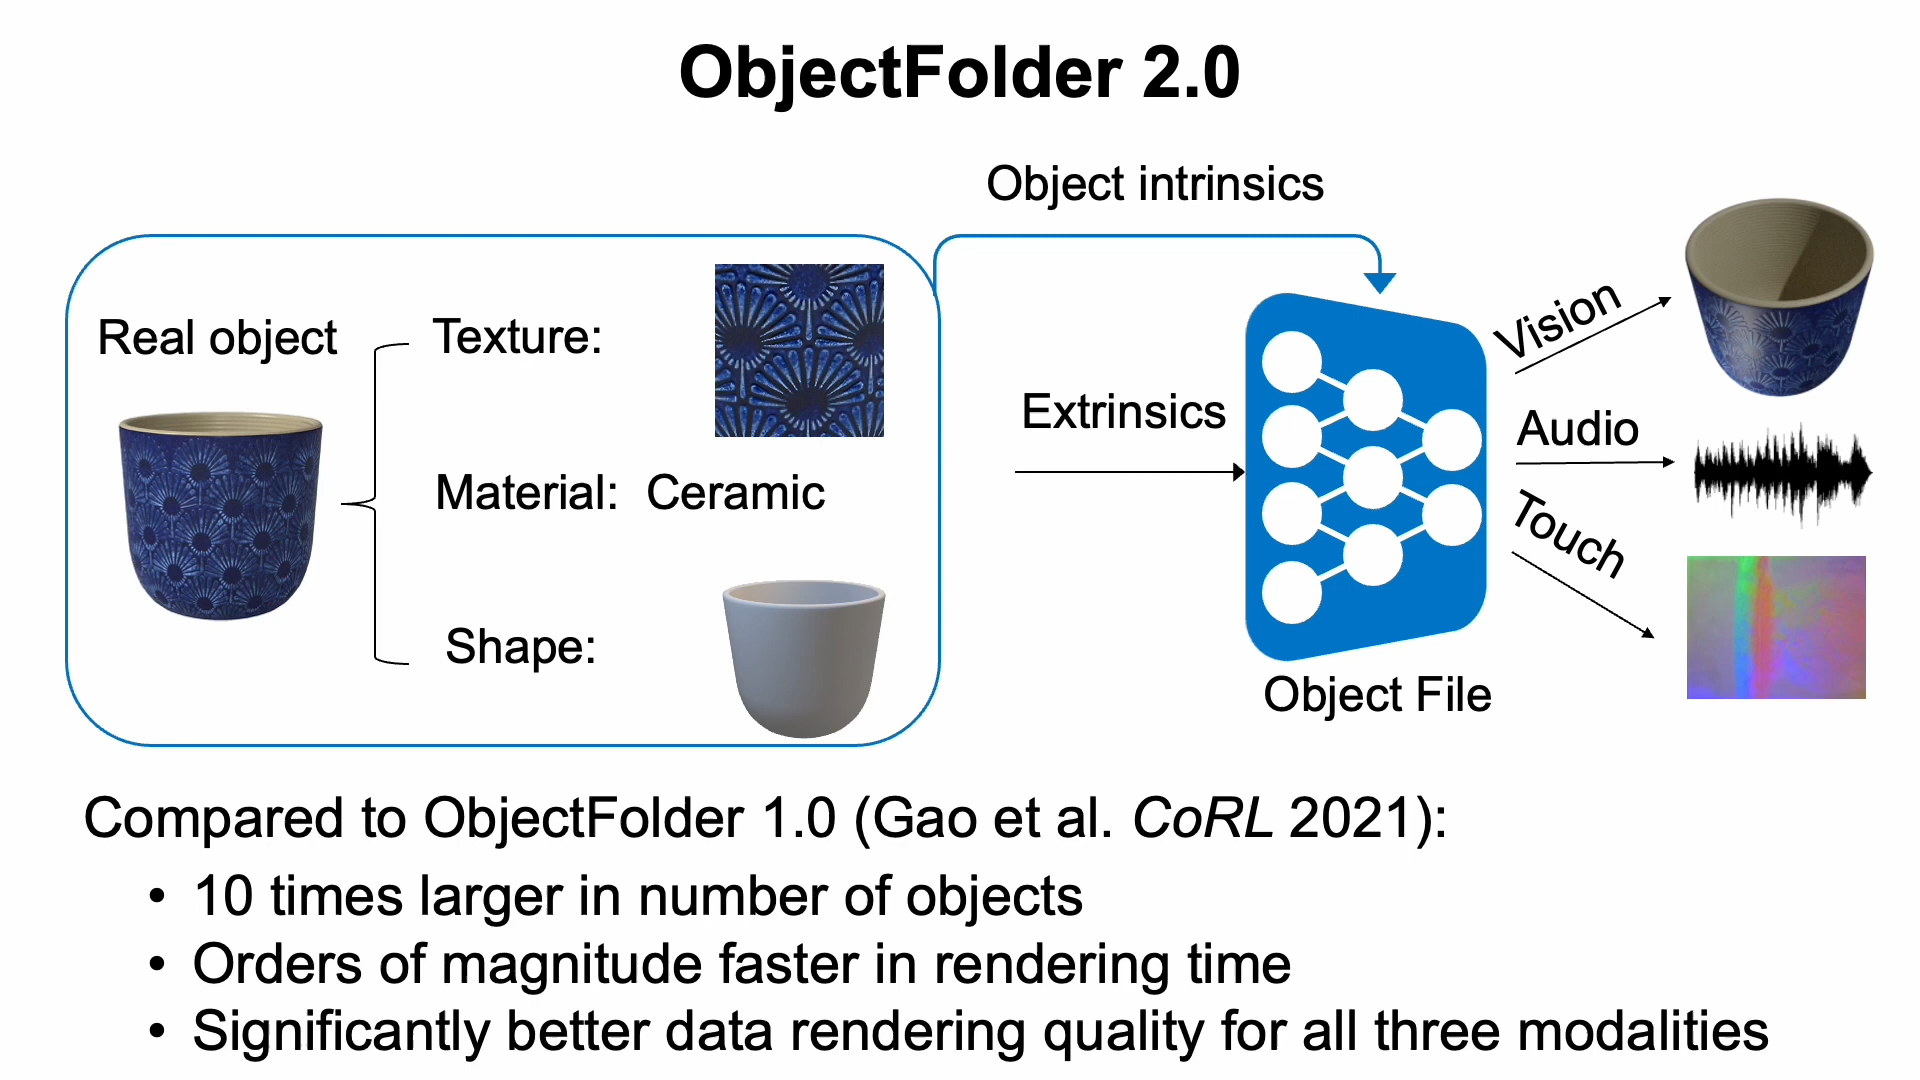 ObjectFolder 2.0
Object intrinsics
Real object
Texture:
Material: Ceramic
Shape:
Extrinsics
Object File
Vision
Audio
Touch
Compared to ObjectFolder 1.0 (Gao et al. CoRL 2021):
• 10 times larger in number of objects
• Orders of magnitude faster in rendering time
• Significantly better data rendering quality for all three modalities